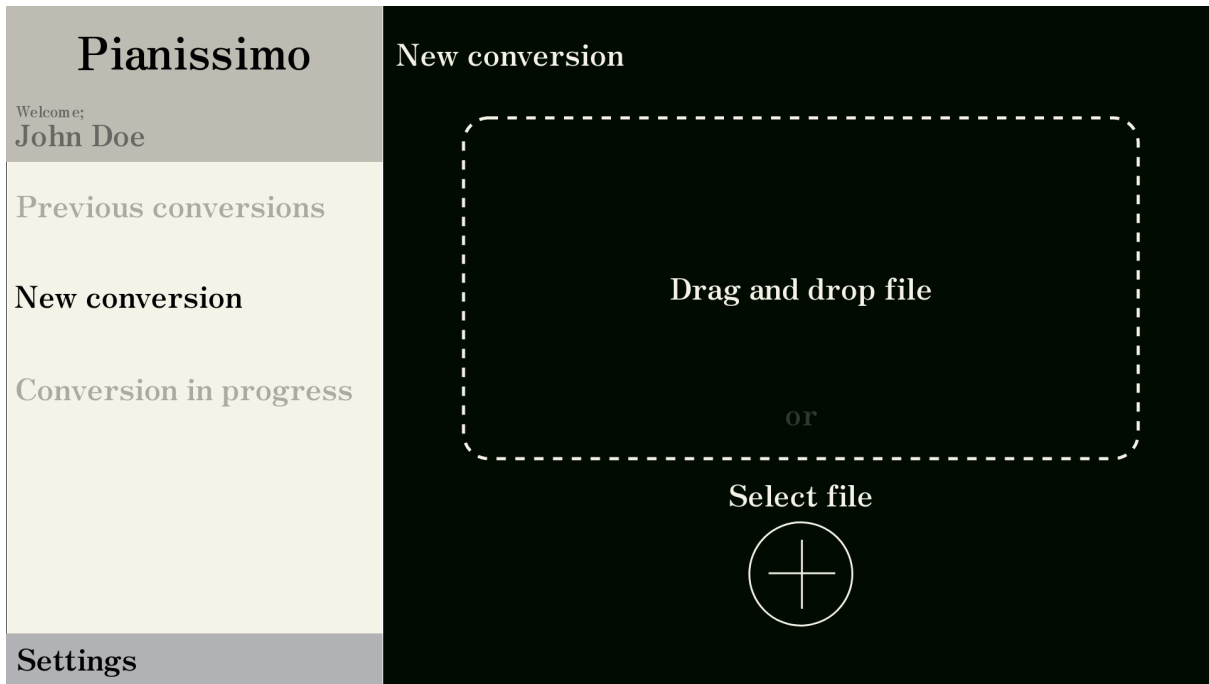 Pianissimo
Welcome;
John Doe
Previous conversions
New conversion
Conversion in progress
Settings
New conversion
Drag and drop file
or
Select file